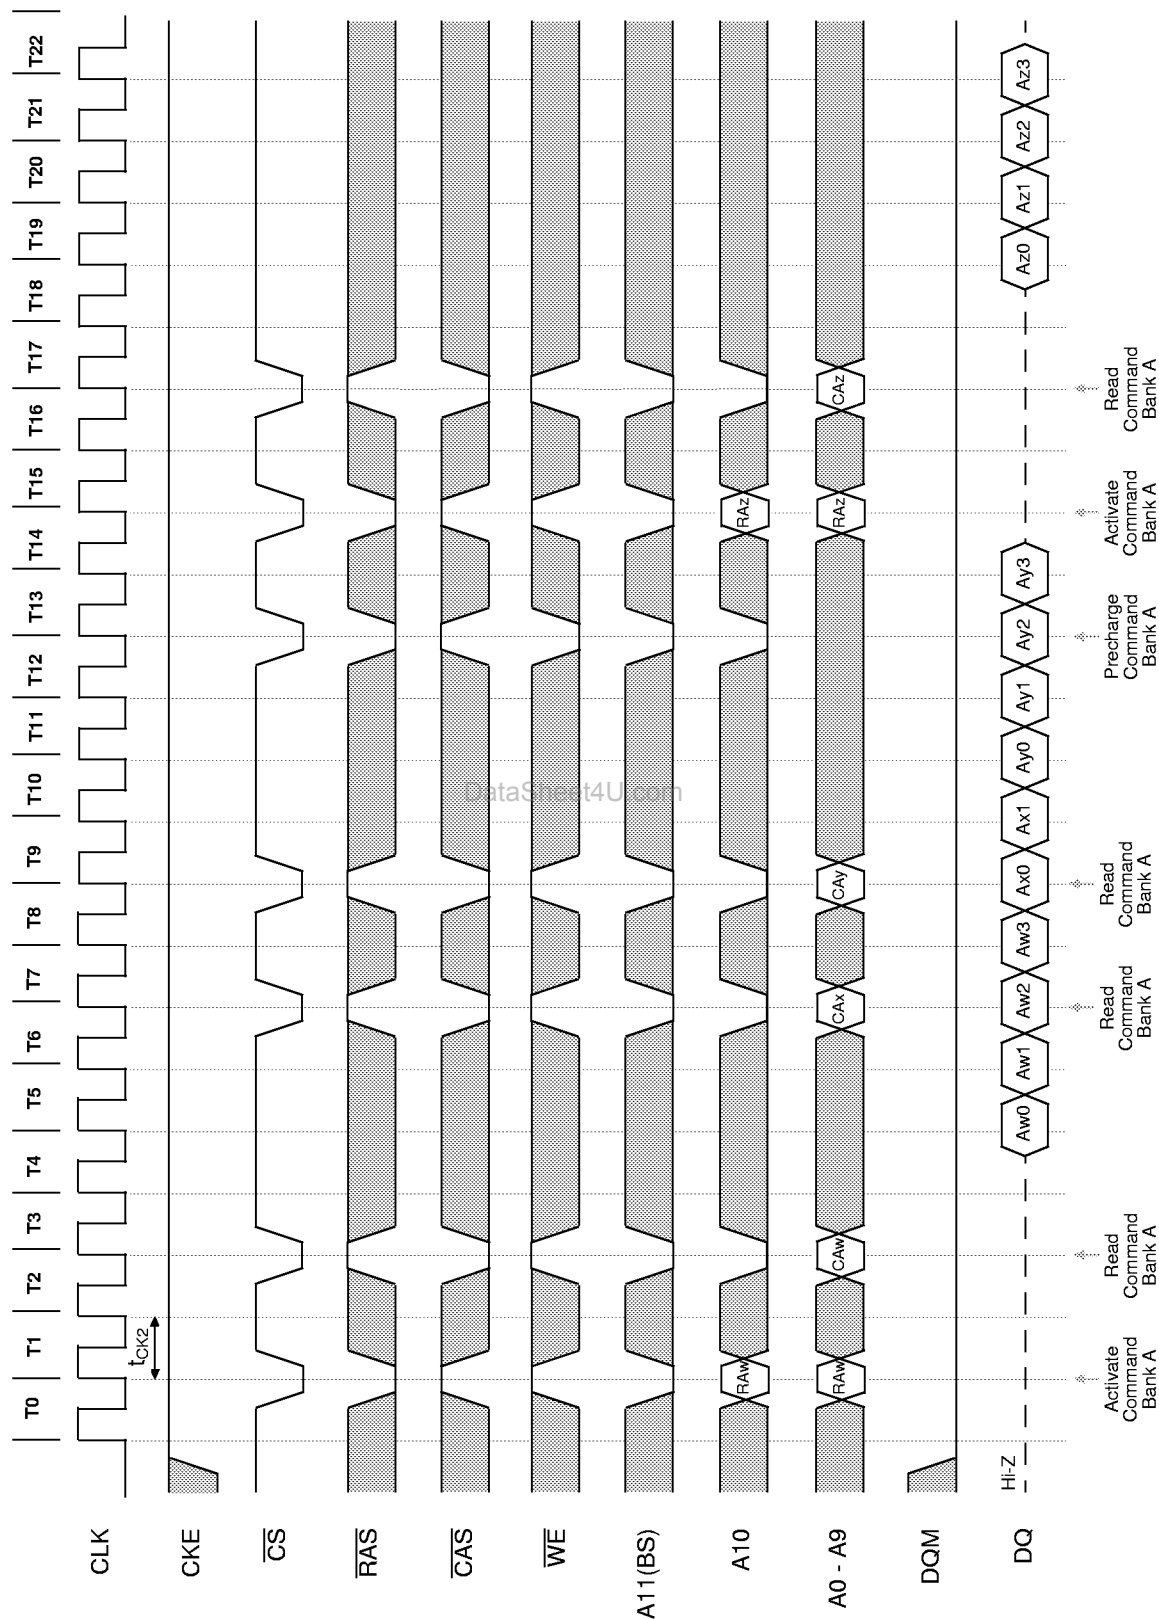 T0 T1 T2 T3 T4 T5 T6 T7 T8 T9 T10 T11 T12 T13 T14 T15 T16 T17 T18 T19 T20 T21 T22
CLK
tCK2
CKE
CS
RAS
CAS
WE
A11(BS)
A10 RAw RAz
A0 - A9 RAw CAw CAx CAy RAz CAz
DQM
DQ Hi-Z Aw0 Aw1 Aw2 Aw3 Ax0 Ax1 Ay0 Ay1 Ay2 Ay3 Az0 Az1 Az2 Az3
Activate
Command
Bank A
Read
Command
Bank A
Read
Command
Bank A
Read
Command
Bank A
Precharge
Command
Bank A
Activate
Command
Bank A
Read
Command
Bank A
DataSheet4U.com